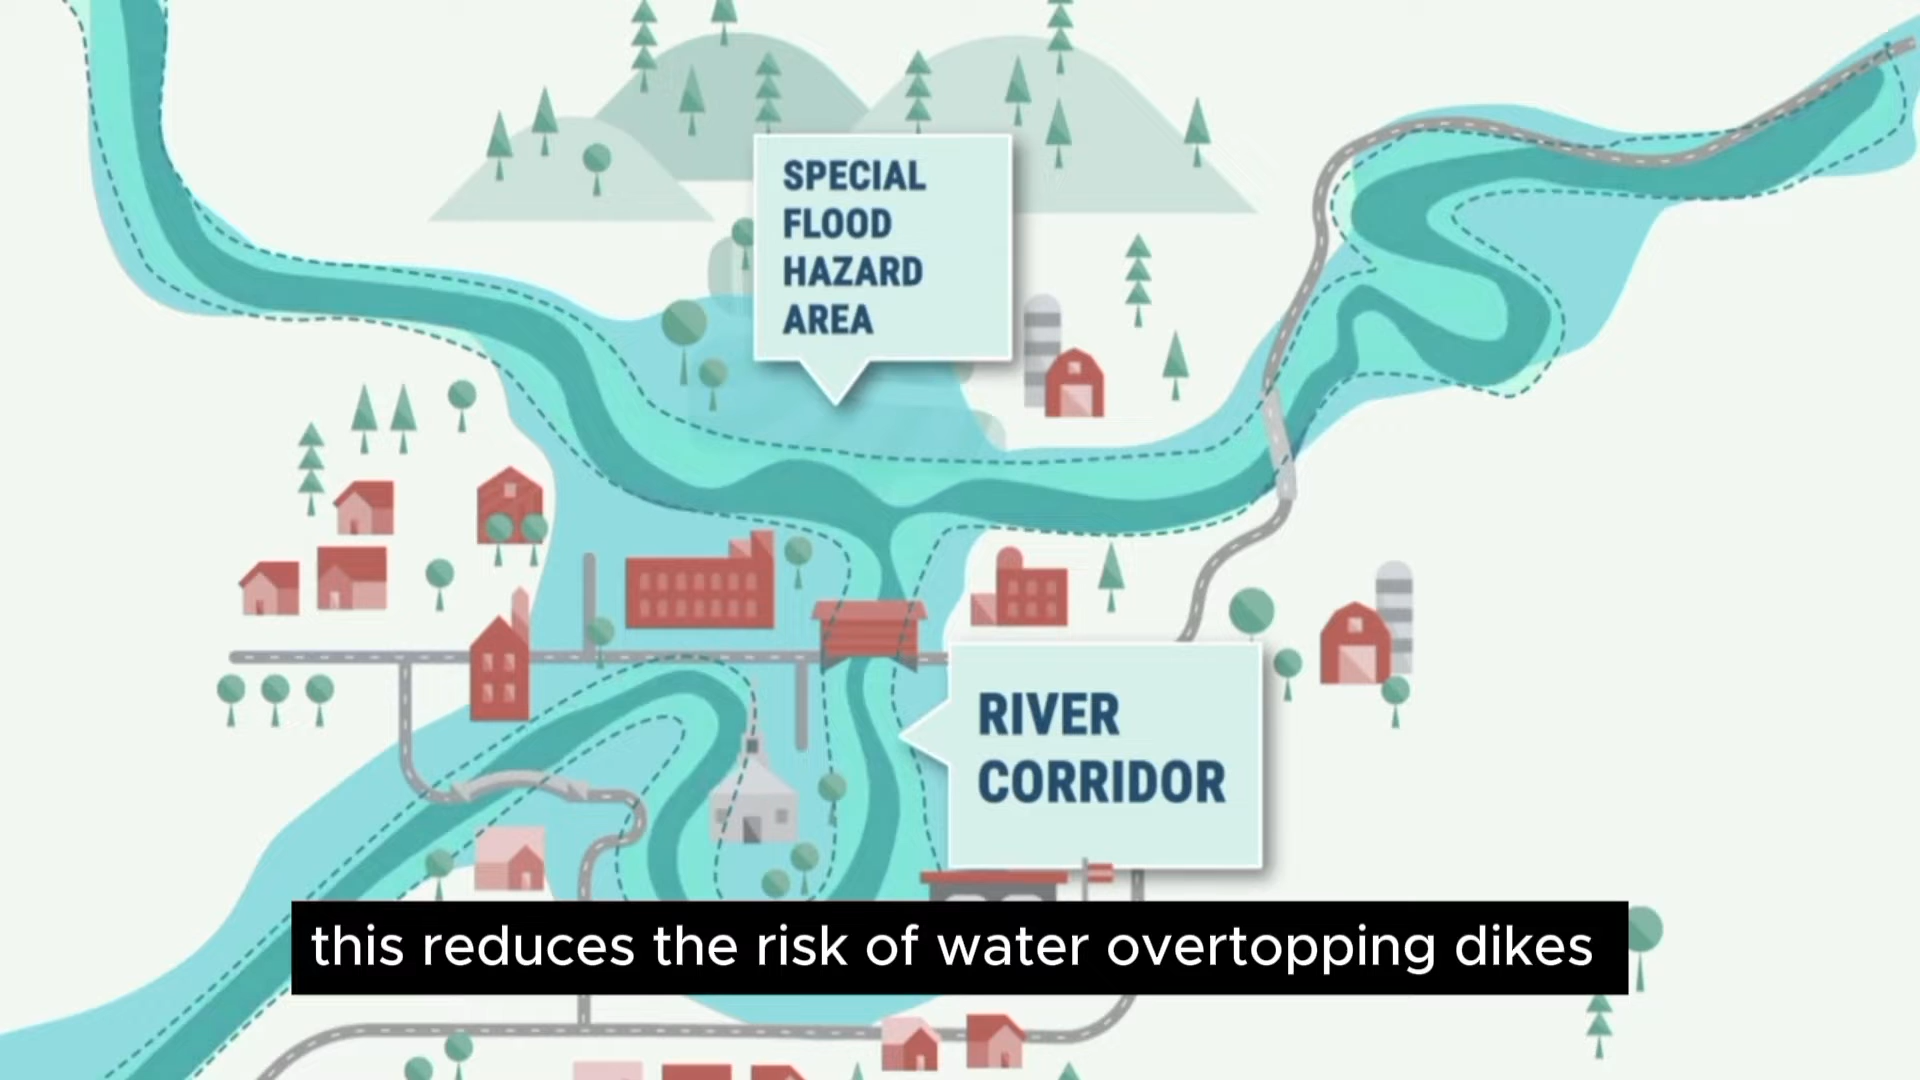 SPECIAL
FLOOD
HAZARD
AREA
RIVER
CORRIDOR
this reduces the risk of water overtopping dikes